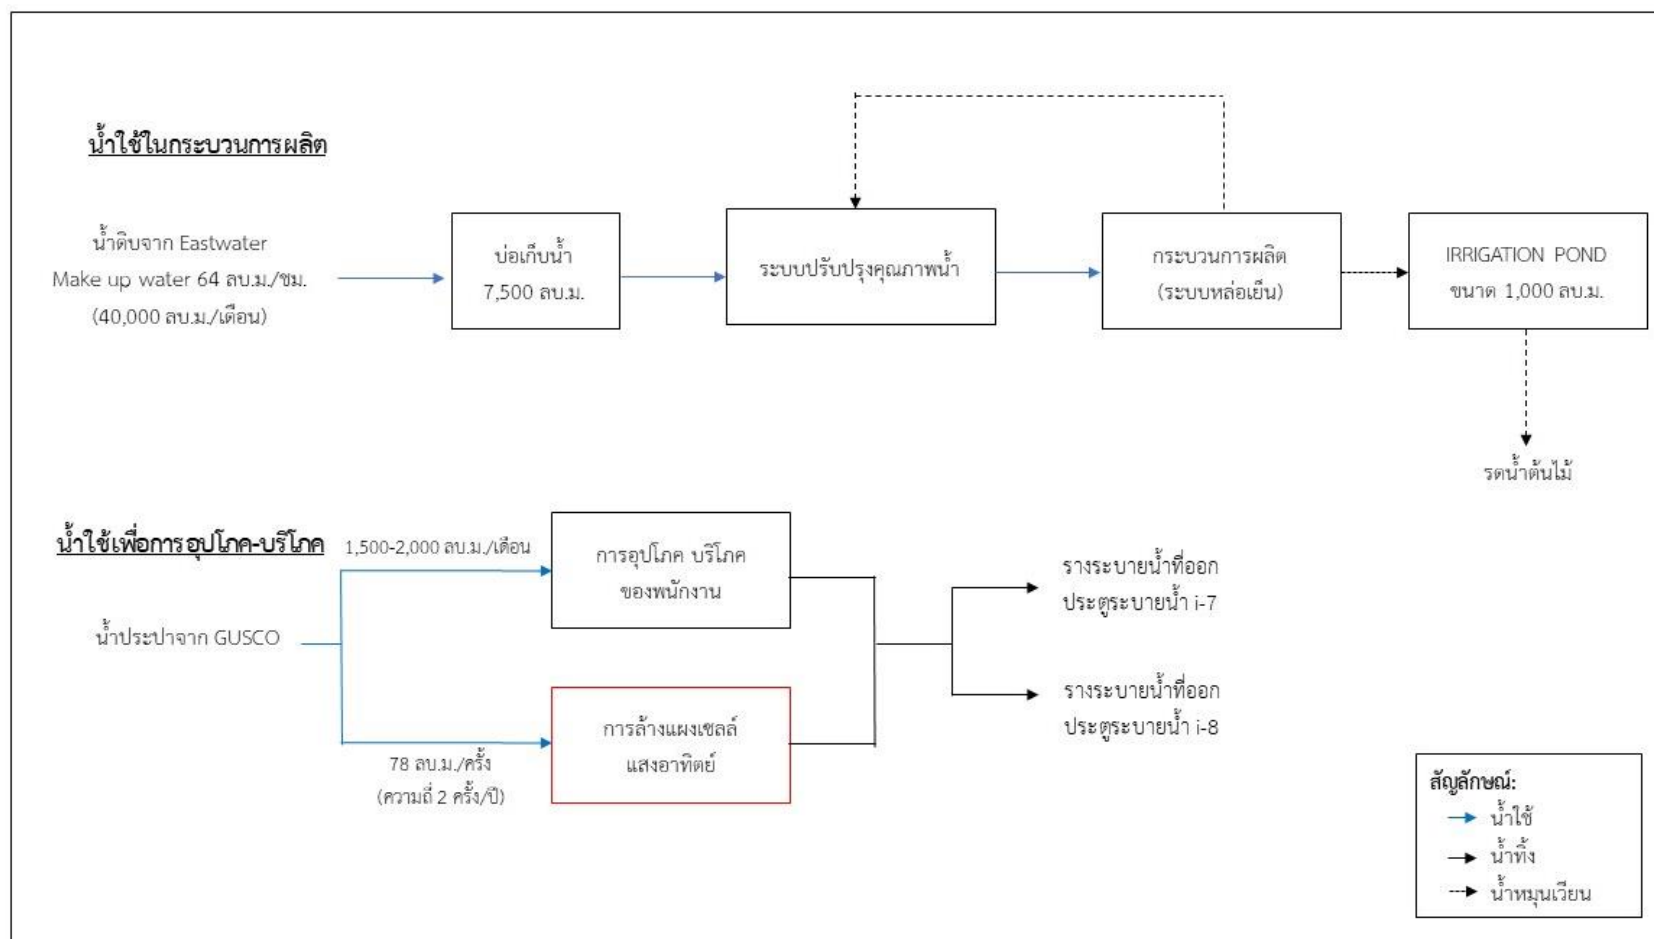 น้ำใช้ในกระบวนการผลิต
น้ำดิบจาก Eastwater
Make up water 64 ลบ.ม./ชม.
(40,000 ลบ.ม./เดือน)
บ่อเก็บน้ำ
7,500 ลบ.ม.
ระบบปรับปรุงคุณภาพน้ำ
กระบวนการผลิต
(ระบบหล่อเย็น)
IRRIGATION POND
ขนาด 1,000 ลบ.ม.
รดน้ำต้นไม้
น้ำใช้เพื่อการอุปโภค-บริโภค
น้ำประปาจาก GUSCO
1,500-2,000 ลบ.ม./เดือน
การอุปโภค บริโภค
ของพนักงาน
78 ลบ.ม./ครั้ง
(ความถี่ 2 ครั้ง/ปี)
การล้างแผงเซลล์
แสงอาทิตย์
รางระบายน้ำที่ออก
ประตูระบายน้ำ i-7
รางระบายน้ำที่ออก
ประตูระบายน้ำ i-8
สัญลักษณ์:
น้ำใช้
น้ำทิ้ง
น้ำหมุนเวียน